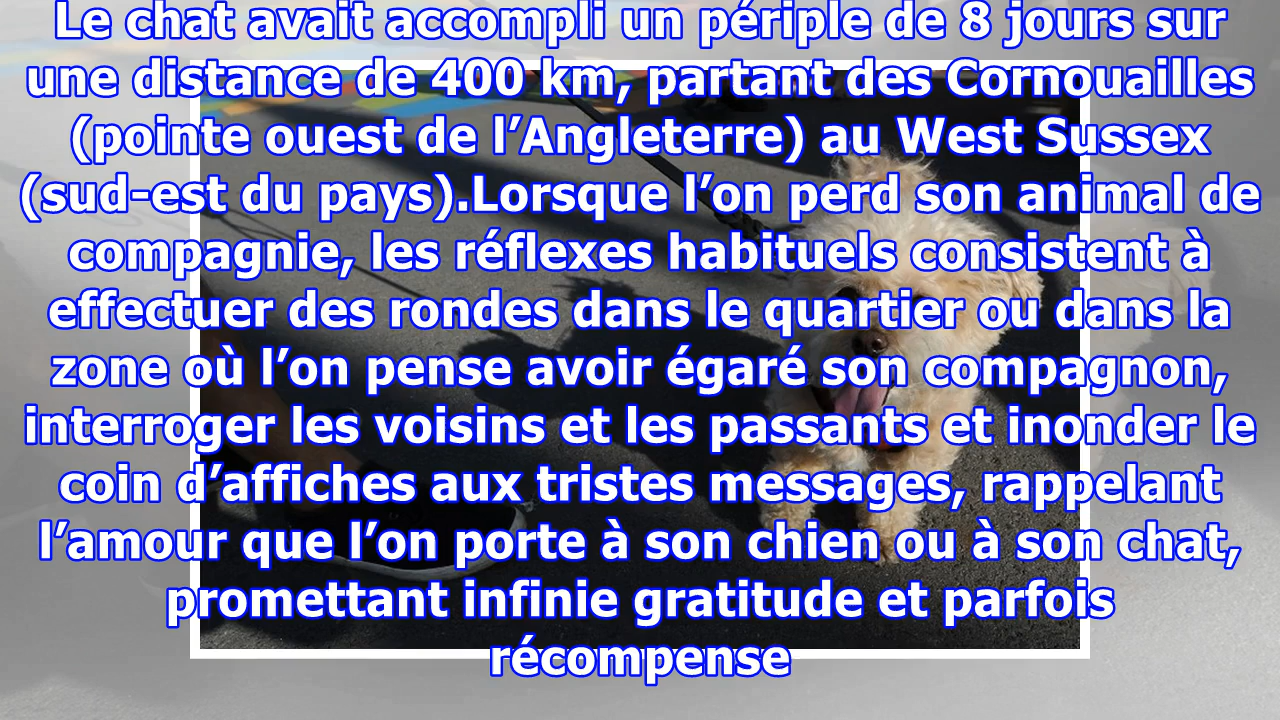 Le chat avait accompli un périple de 8 jours sur
une distance de 400 km, partant des Cornouailles
(pointe ouest de l’Angleterre) au West Sussex
(sud-est du pays).Lorsque l’on perd son animal de
compagnie, les réflexes habituels consistent à
effectuer des rondes dans le quartier ou dans la
zone où l’on pense avoir égaré son compagnon,
interroger les voisins et les passants et inonder le
coin d’affiches aux tristes messages, rappelant
l’amour que l’on porte à son chien ou à son chat,
promettant infinie gratitude et parfois
récompense